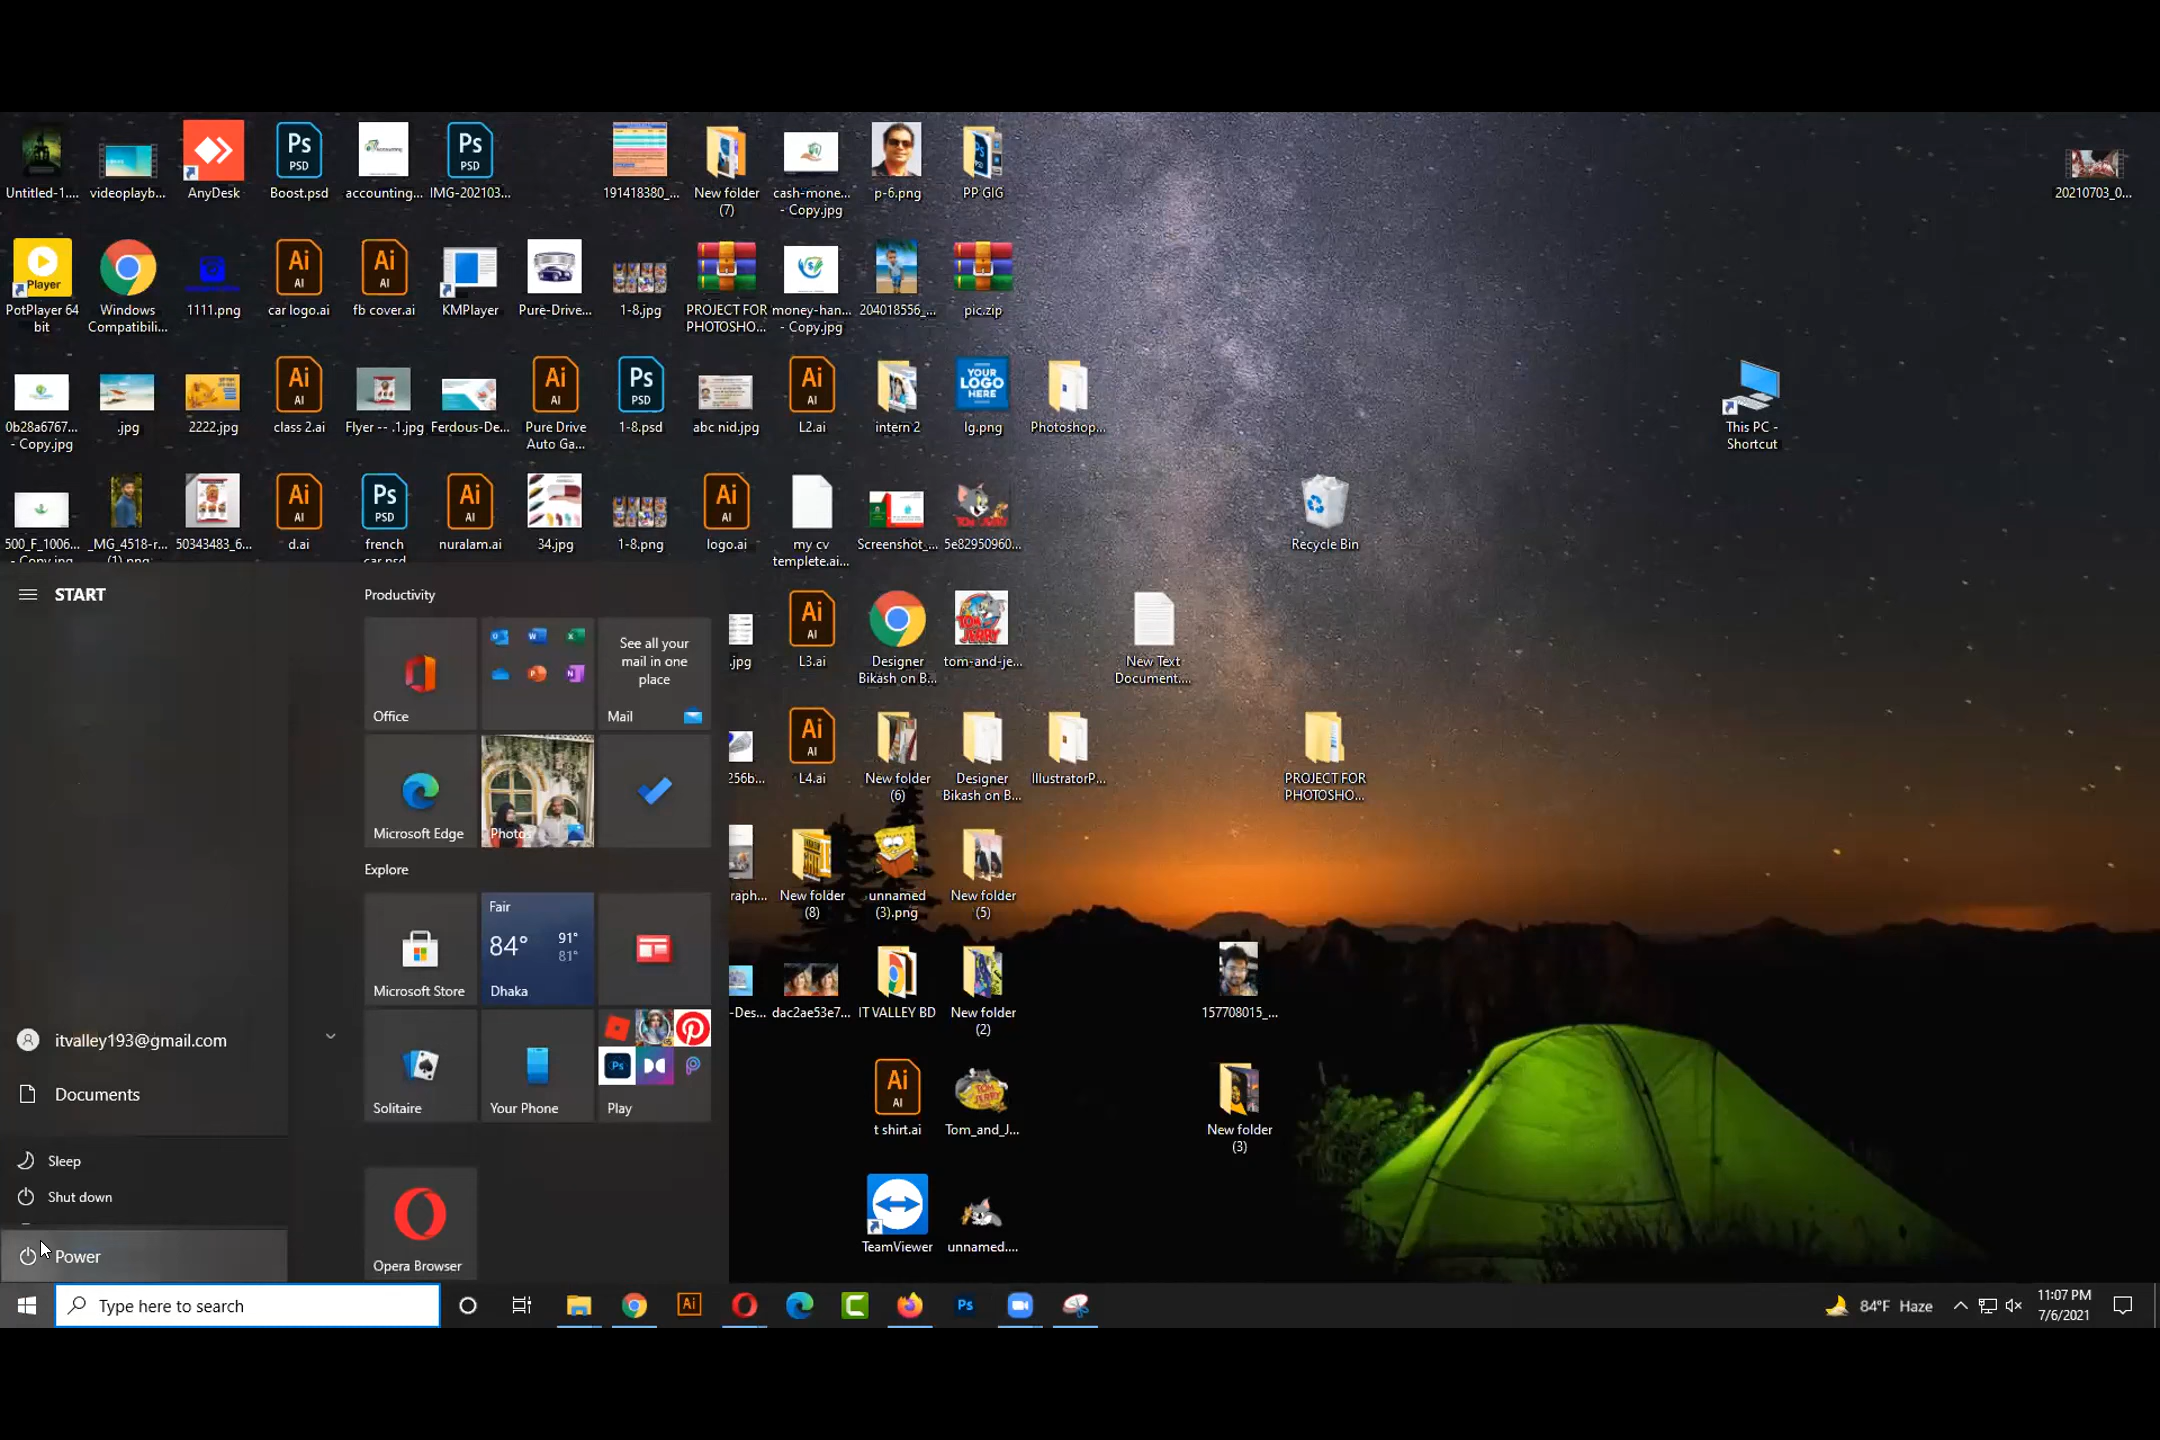 Untitled-1....
videoplayb...
AnyDesk
Boost.psd
accounting...
IMG-202103...
191418380_...
New folder
(7)
cash-mone...
- Copy.jpg
p-6.png
PP GIG
20210703_0...
PotPlayer 64
bit
Windows
Compatibili...
1111.png
car logo.ai
fb cover.ai
KMPlayer
Pure-Drive...
1-8.jpg
PROJECT FOR
PHOTOSHO...
money-han...
- Copy.jpg
204018556_...
pic.zip
0b28a6767...
- Copy.jpg
.jpg
2222.jpg
class 2.ai
Flyer -- .1.jpg
Ferdous-De...
Pure Drive
Auto Ga...
1-8.psd
abc nid.jpg
L2.ai
intern 2
YOUR
LOGO
HERE
lg.png
Photoshop...
This PC -
Shortcut
500_F_1006...
- Copy.jpg
_MG_4518-r...
(1).png
50343483_6...
d.ai
french
car.psd
nuralam.ai
34.jpg
1-8.png
logo.ai
my cv
templete.ai...
Screenshot_...
5e82950960...
Recycle Bin
START
Productivity
Office
See all your
mail in one
place
Mail
Microsoft Edge
Photos
Explore
Microsoft Store
Fair
84°
91°
81°
Dhaka
Solitaire
Your Phone
Play
Opera Browser
itvalley193@gmail.com
Documents
Sleep
Shut down
Power
.jpg
L3.ai
Designer
Bikash on B...
tom-and-je...
New Text
Document....
256b...
L4.ai
New folder
(6)
Designer
Bikash on B...
IllustratorP...
PROJECT FOR
PHOTOSHO...
raph...
New folder
(8)
unnamed
(3).png
New folder
(5)
-Des...
dac2ae53e7...
IT VALLEY BD
New folder
(2)
157708015_...
t shirt.ai
Tom_and_J...
New folder
(3)
TeamViewer
unnamed....
Type here to search
84°F Haze
11:07 PM
7/6/2021